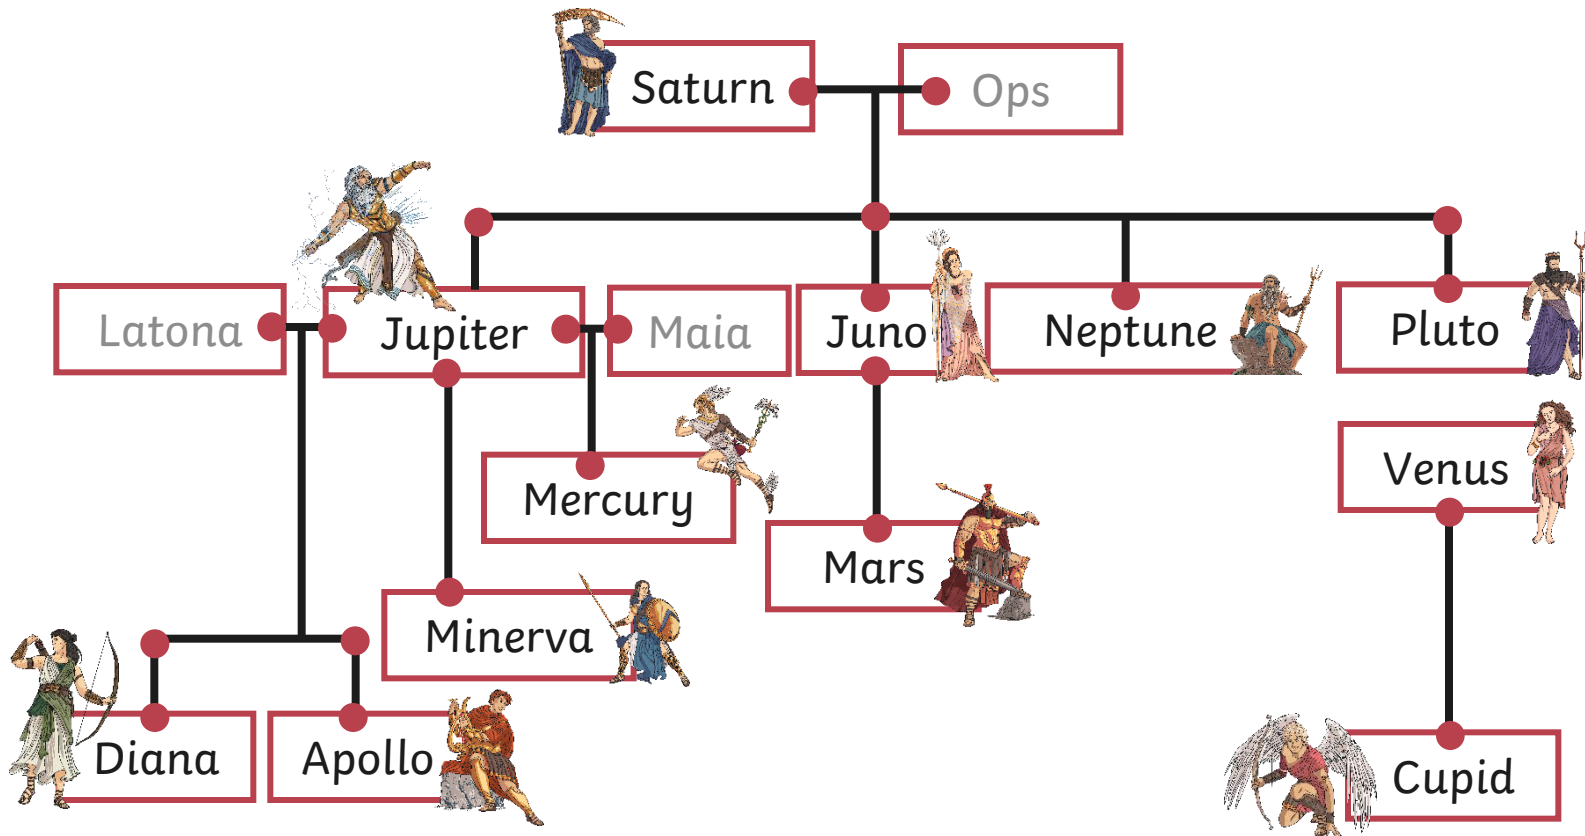 Saturn
Ops
Latona
Jupiter
Maia
Juno
Neptune
Pluto
Mercury
Venus
Mars
Minerva
Diana
Apollo
Cupid